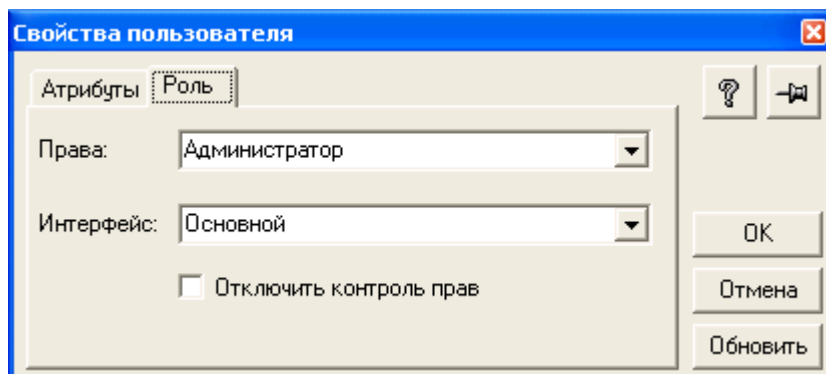 Свойства пользователя
Атрибуты Роль
Права: Администратор
Интерфейс: Основной
Отключить контроль прав
OK
Отмена
Обновить